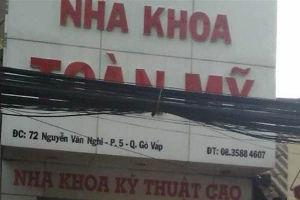 NHA KHOA
TOÀN MỸ
ĐC: 72 Nguyễn Văn Nghi - P. 5 - Q. Gò Vấp
ĐT: 08.3588 4607
NHA KHOA KỸ THUẬT CAO